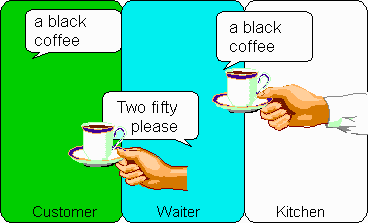 a black
coffee
a black
coffee
Two fifty
please
Customer
Waiter
Kitchen